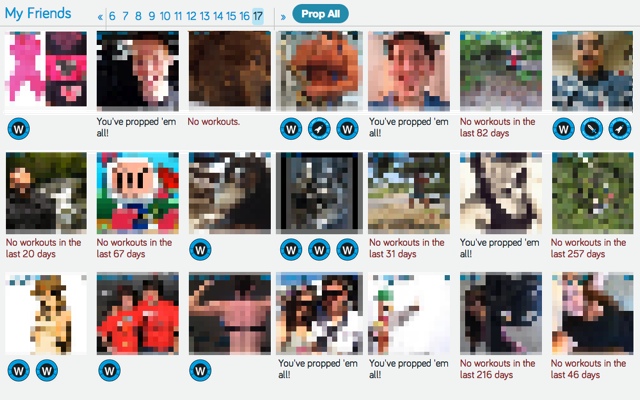 My Friends « 6 7 8 9 10 11 12 13 14 15 16 17 » Prop All
W
You've propped 'em all!
No workouts.
W W
You've propped 'em all!
No workouts in the last 82 days
W
No workouts in the last 20 days
No workouts in the last 67 days
W
W W W
No workouts in the last 31 days
You've propped 'em all!
No workouts in the last 257 days
W W
W
W
You've propped 'em all!
You've propped 'em all!
No workouts in the last 216 days
No workouts in the last 46 days